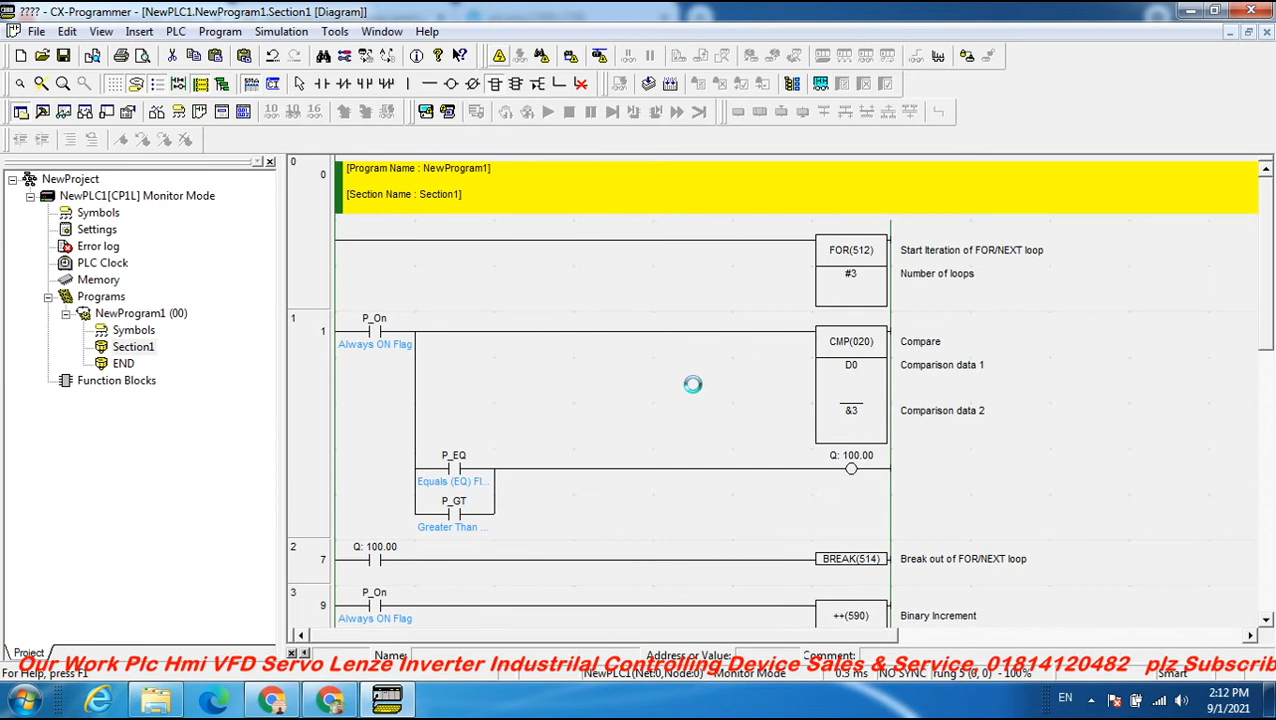 ???? - CX-Programmer - [NewPLC1.NewProgram1.Section1 [Diagram]]
File Edit View Insert PLC Program Simulation Tools Window Help
10 10 16
NewProject
NewPLC1[CP1L] Monitor Mode
Symbols
Settings
Error log
PLC Clock
Memory
Programs
NewProgram1 (00)
Symbols
Section1
END
Function Blocks
Project
0
0
[Program Name : NewProgram1]
[Section Name : Section1]
FOR(512) Start Iteration of FOR/NEXT loop
#3 Number of loops
1
1
P_On
Always ON Flag
CMP(020) Compare
D0 Comparison data 1
&3 Comparison data 2
P_EQ
Equals (EQ) Fl...
Q: 100.00
P_GT
Greater Than ...
2
7
Q: 100.00
BREAK(514) Break out of FOR/NEXT loop
3
9
P_On
Always ON Flag
++(590) Binary Increment
Name: Address or Value: Comment:
Our Work Plc Hmi VFD Servo Lenze Inverter Industrilal Controlling Device Sales & Service 01814120482 plz Subscrib
For Help, press F1
NewPLC1(Net:0,Node:0) - Monitor Mode 0.3 ms NO SYNC rung 5 (0, 0) - 100% Smart
EN
2:12 PM
9/1/2021